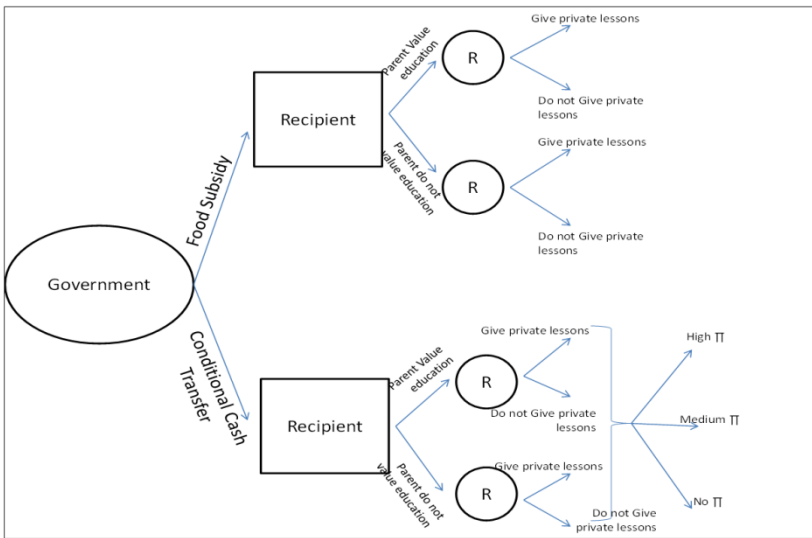 Government
Food Subsidy
Conditional Cash
Transfer
Recipient
Parent Value
education
R
Give private lessons
Do not Give private
lessons
Parent do not
value education
R
Give private lessons
Do not Give private
lessons
Recipient
Parent Value
education
R
Give private lessons
Do not Give private
lessons
Parent do not
value education
R
Give private lessons
Do not Give
private lessons
High π
Medium π
No π